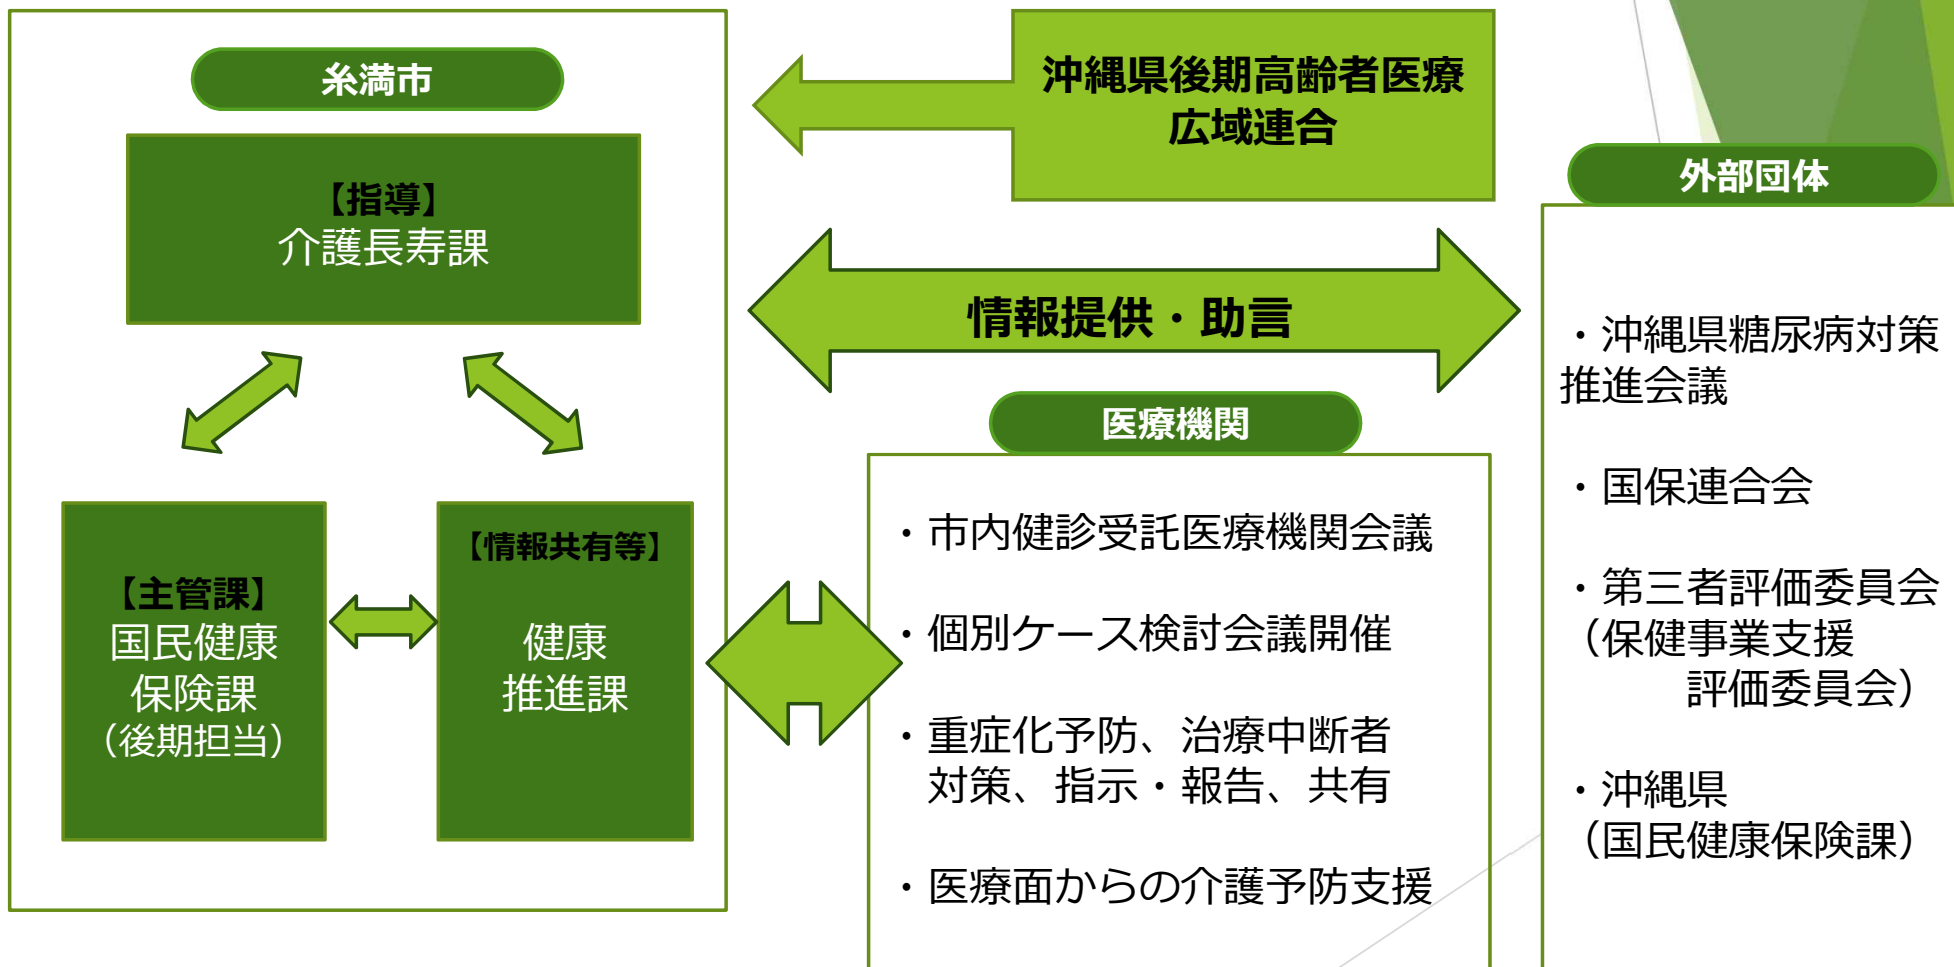 糸満市
【指導】
介護長寿課
【主管課】
国民健康
保険課
（後期担当）
【情報共有等】
健康
推進課
沖縄県後期高齢者医療
広域連合
情報提供・助言
医療機関
・市内健診受託医療機関会議
・個別ケース検討会議開催
・重症化予防、治療中断者
対策、指示・報告、共有
・医療面からの介護予防支援
外部団体
・沖縄県糖尿病対策
推進会議
・国保連合会
・第三者評価委員会
（保健事業支援
評価委員会）
・沖縄県
（国民健康保険課）